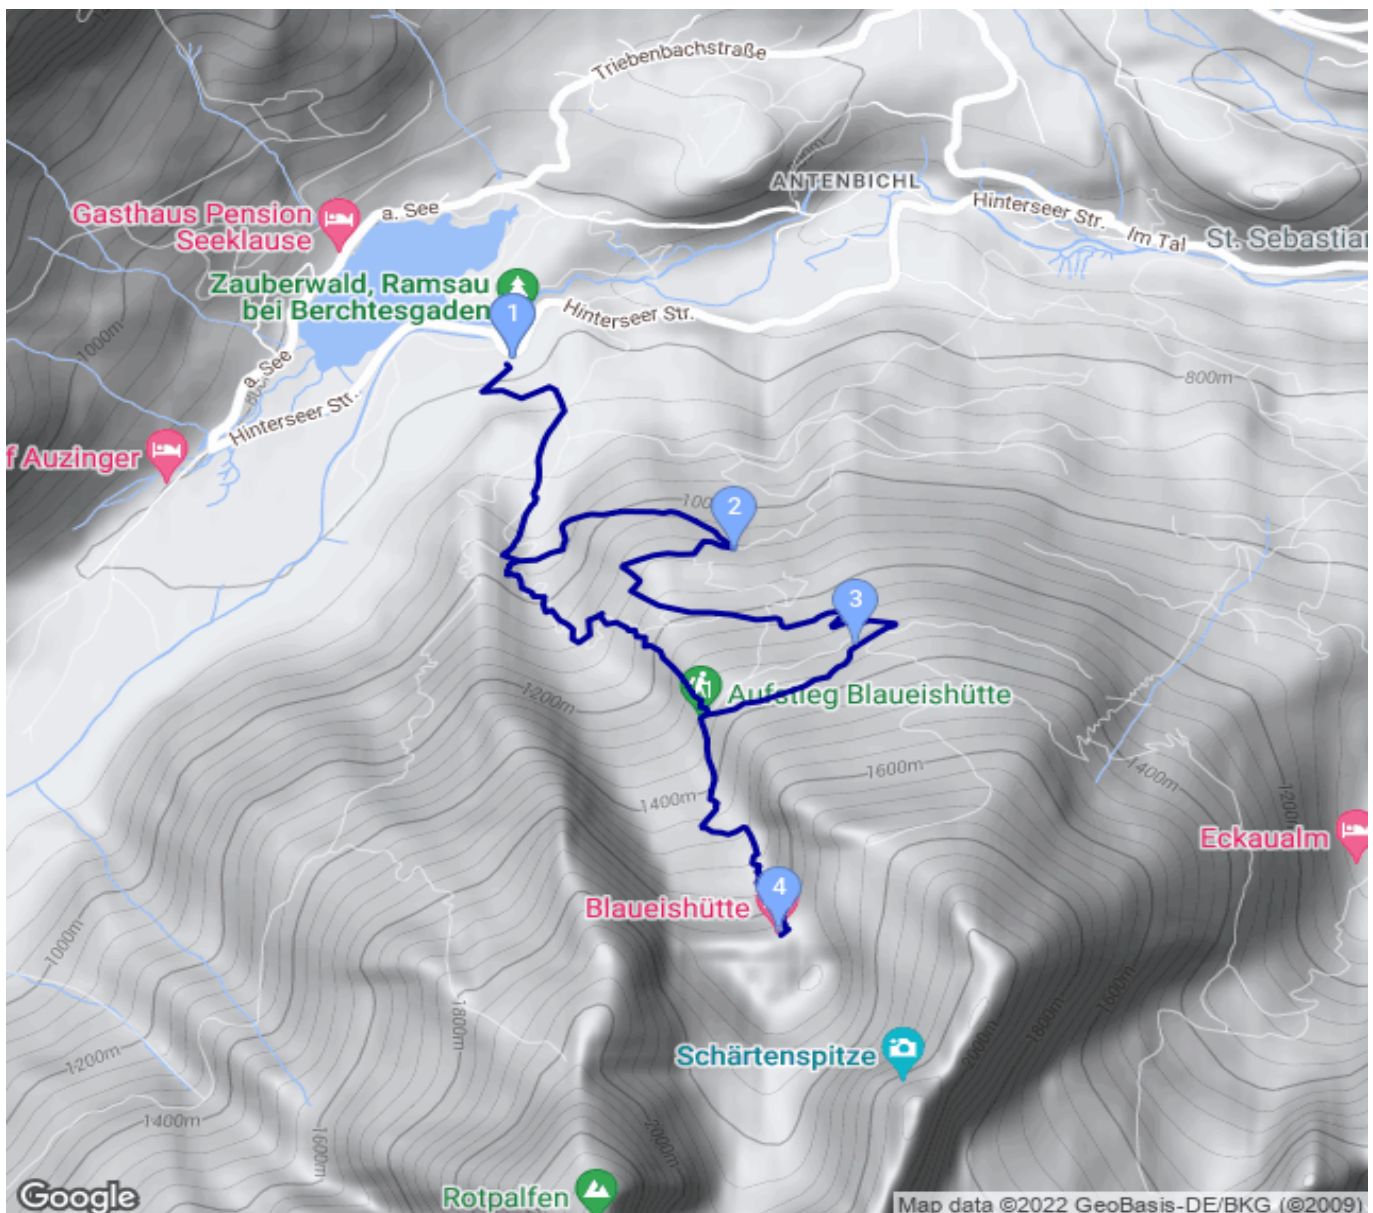 Triebenbachstraße
ANTENBICHL
a. See
Gasthaus Pension
Seeklause
Hinterseer Str.
Im Tal
St. Sebastian
Zauberwald, Ramsau
bei Berchtesgaden
1
Hinterseer Str.
1000m
a. See
800m
Hinterseer Str.
f Auzinger
2
3
1200m
Aufstieg Blaueishütte
1600m
1400m
1400m
1200m
Eckaualm
4
Blaueishütte
1000m
1600m
1800m
1800m
2000m
Schärtenspitze
1200m
1400m
1600m
2000m
Rotpalfen
Google
Map data ©2022 GeoBasis-DE/BKG (©2009)